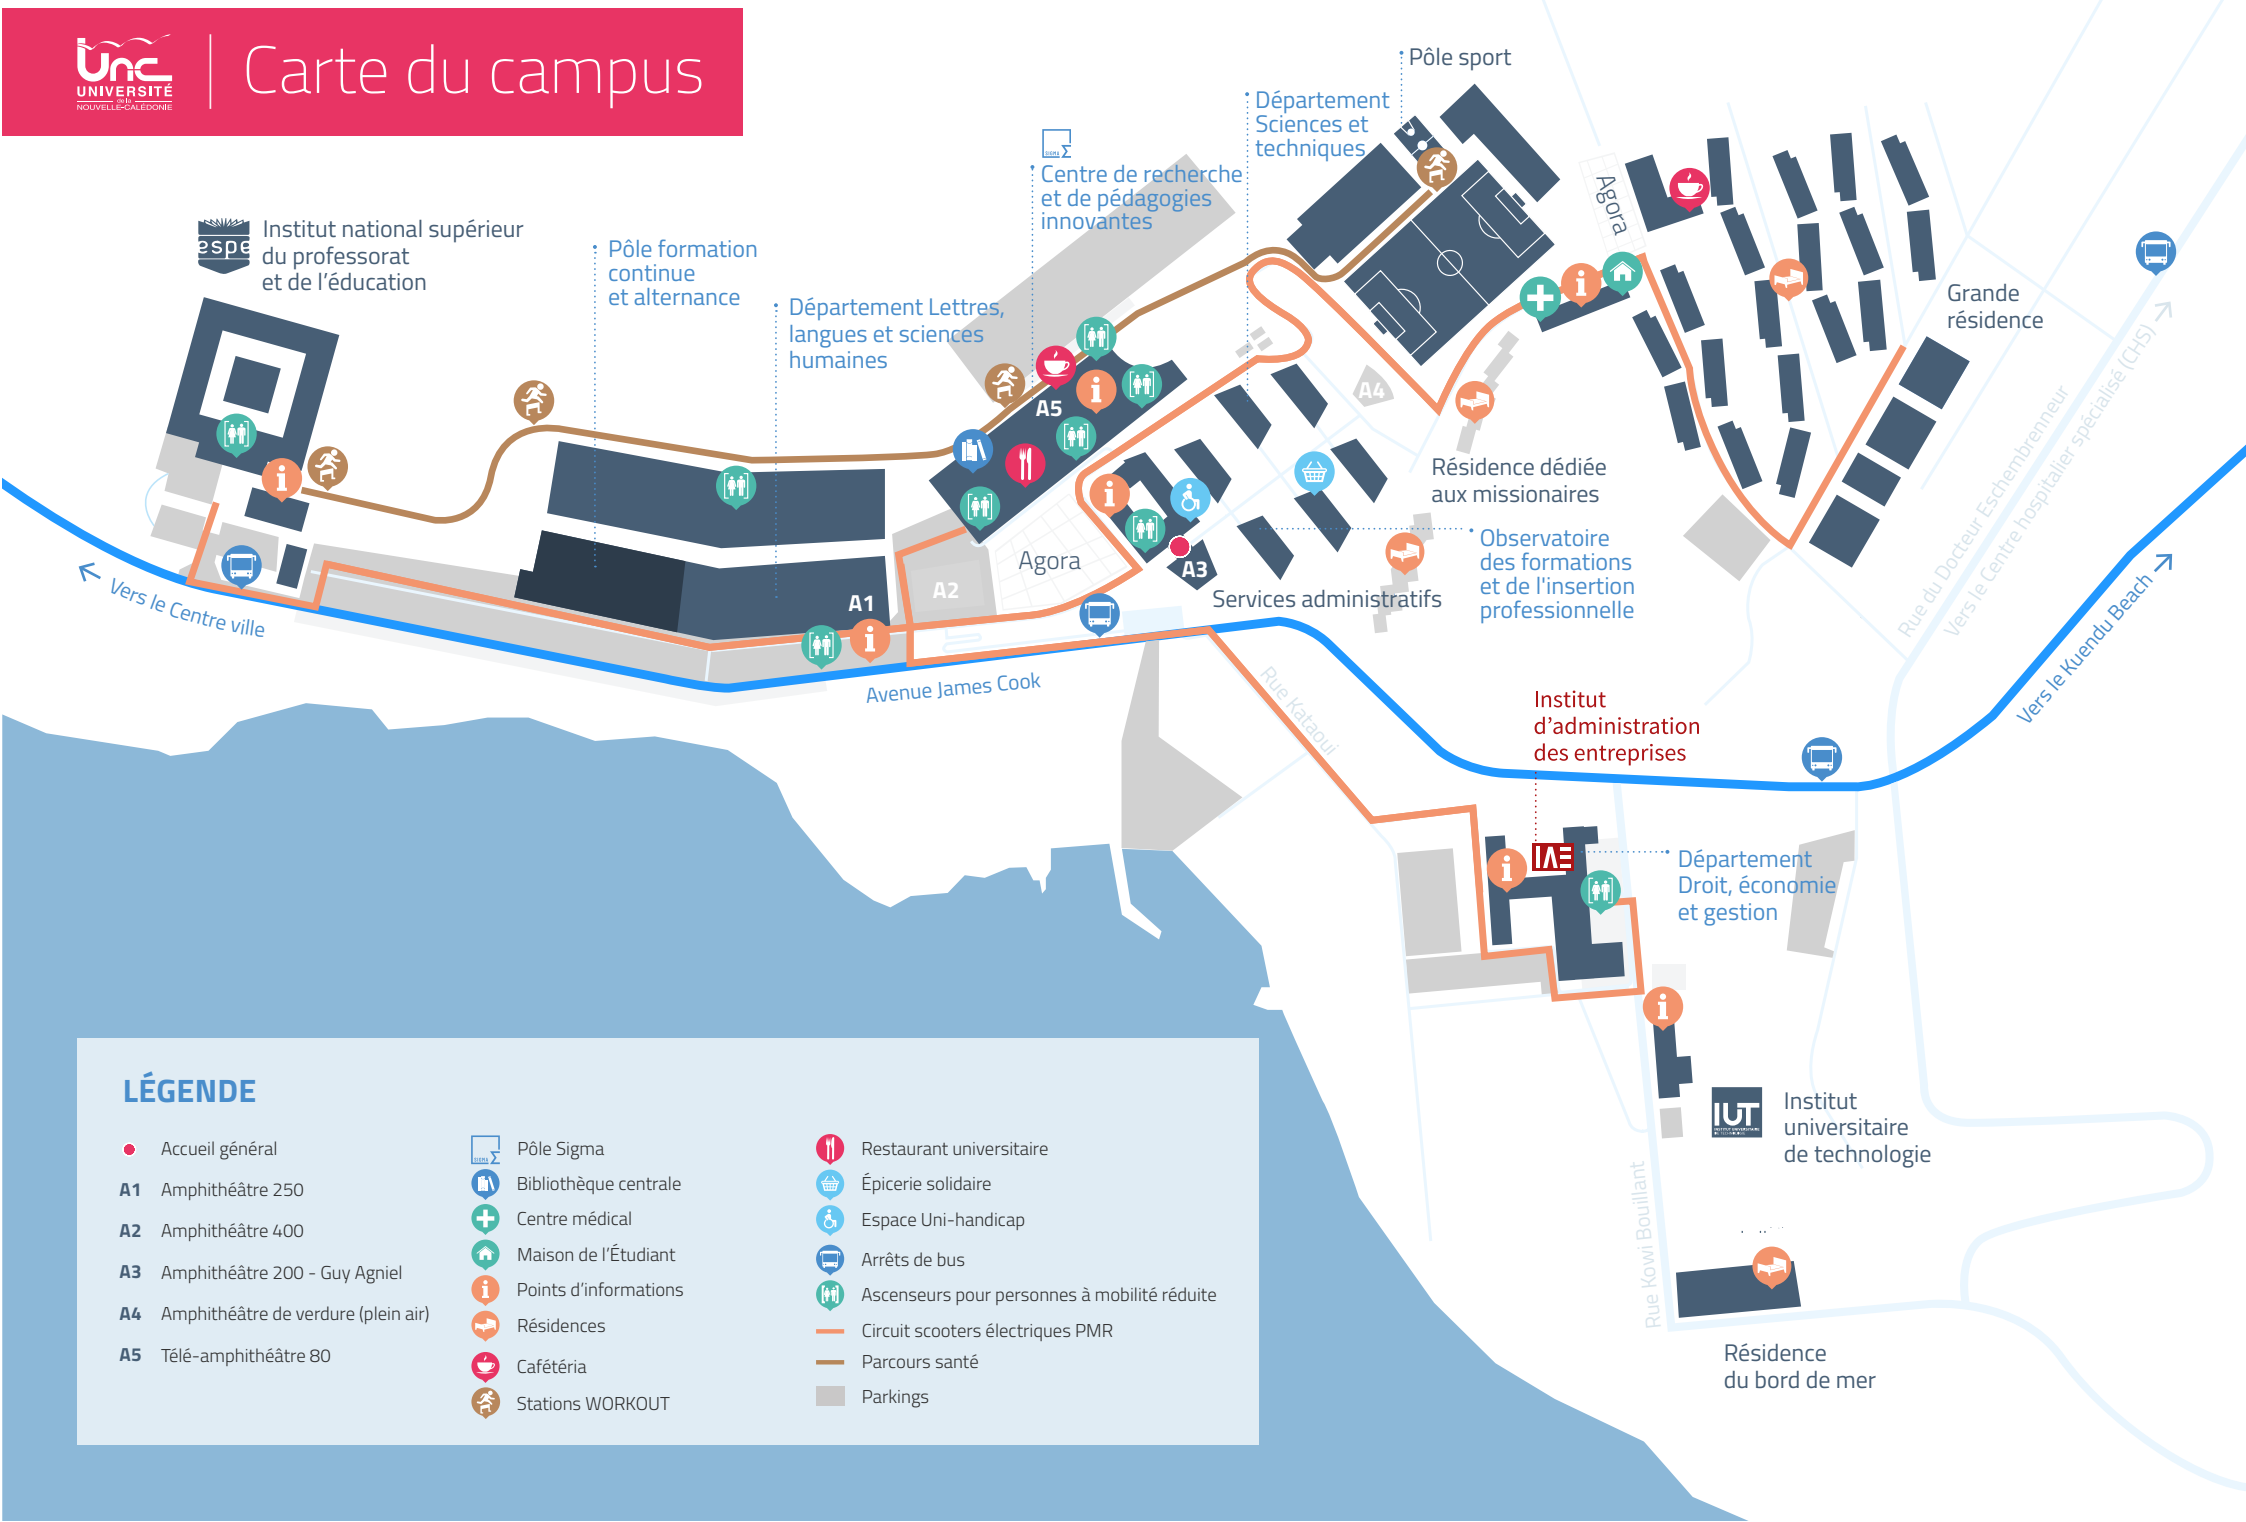 unc
UNIVERSITÉ
de la
NOUVELLE-CALÉDONIE
Carte du campus
Pôle sport
Département
Sciences et
techniques
SIGMA Σ
Centre de recherche
et de pédagogies
innovantes
Agora
espe
Institut national supérieur
du professorat
et de l'éducation
Pôle formation
continue
et alternance
Département Lettres,
langues et sciences
humaines
Grande
résidence
A5
A4
Résidence dédiée
aux missionaires
Agora
A3
A2
A1
Services administratifs
Observatoire
des formations
et de l'insertion
professionnelle
Vers le Centre ville
Avenue James Cook
Rue Kataoui
Rue du Docteur Eschembrenneur
Vers le Centre hospitalier spécialisé (CHS)
Vers le Kuendu Beach
Institut
d'administration
des entreprises
IAE
Département
Droit, économie
et gestion
IUT
Institut
universitaire
de technologie
Rue Kowi Bouillant
Résidence
du bord de mer
LÉGENDE
Accueil général
A1 Amphithéâtre 250
A2 Amphithéâtre 400
A3 Amphithéâtre 200 - Guy Agniel
A4 Amphithéâtre de verdure (plein air)
A5 Télé-amphithéâtre 80
SIGMA Σ Pôle Sigma
Bibliothèque centrale
Centre médical
Maison de l'Étudiant
Points d'informations
Résidences
Cafétéria
Stations WORKOUT
Restaurant universitaire
Épicerie solidaire
Espace Uni-handicap
Arrêts de bus
Ascenseurs pour personnes à mobilité réduite
Circuit scooters électriques PMR
Parcours santé
Parkings